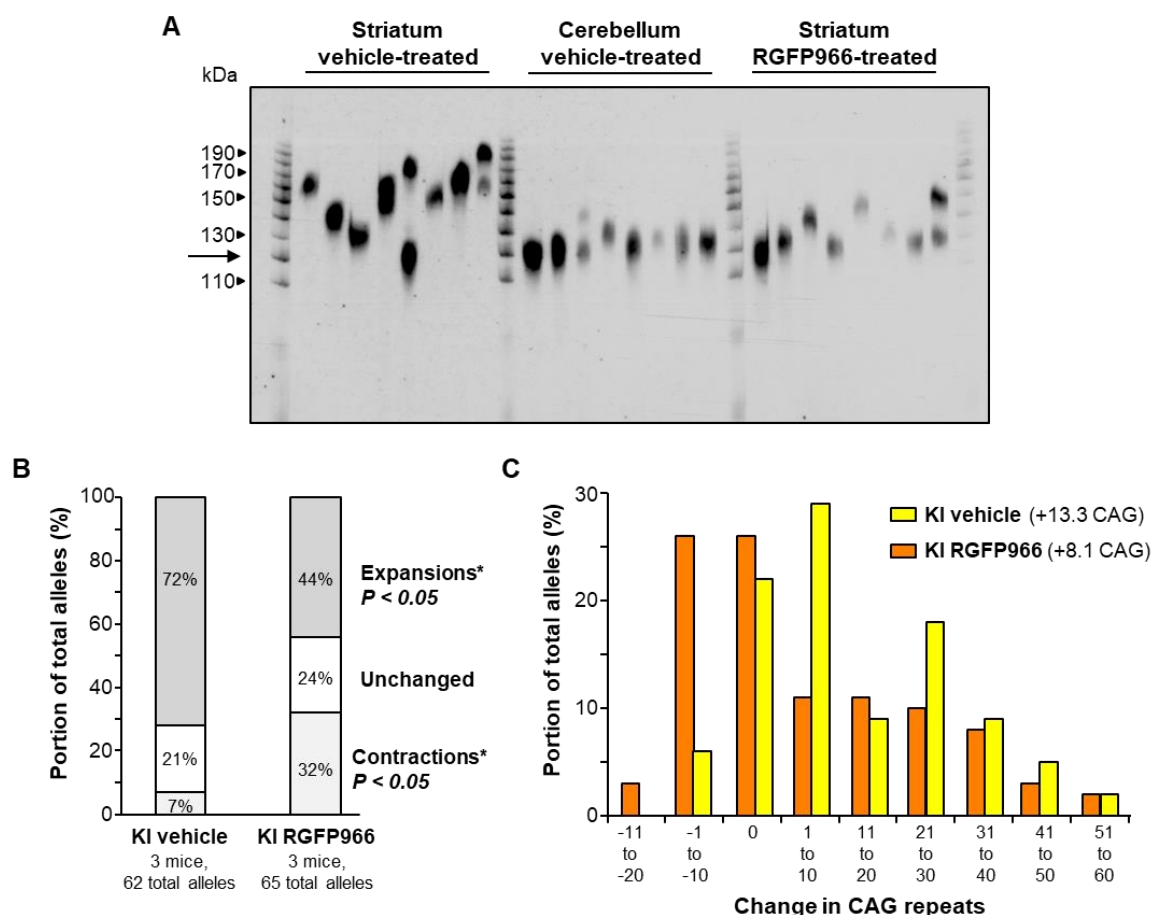 A
Striatum
vehicle-treated
Cerebellum
vehicle-treated
Striatum
RGFP966-treated
kDa
190
170
150
130
110
B
Portion of total alleles (%)
100
80
60
40
20
0
72%
21%
7%
44%
24%
32%
Expansions*
P < 0.05
Unchanged
Contractions*
P < 0.05
KI vehicle
3 mice,
62 total alleles
KI RGFP966
3 mice,
65 total alleles
C
Portion of total alleles (%)
30
20
10
0
KI vehicle (+13.3 CAG)
KI RGFP966 (+8.1 CAG)
-11
to
-20
-1
to
-10
0
1
to
10
11
to
20
21
to
30
31
to
40
41
to
50
51
to
60
Change in CAG repeats